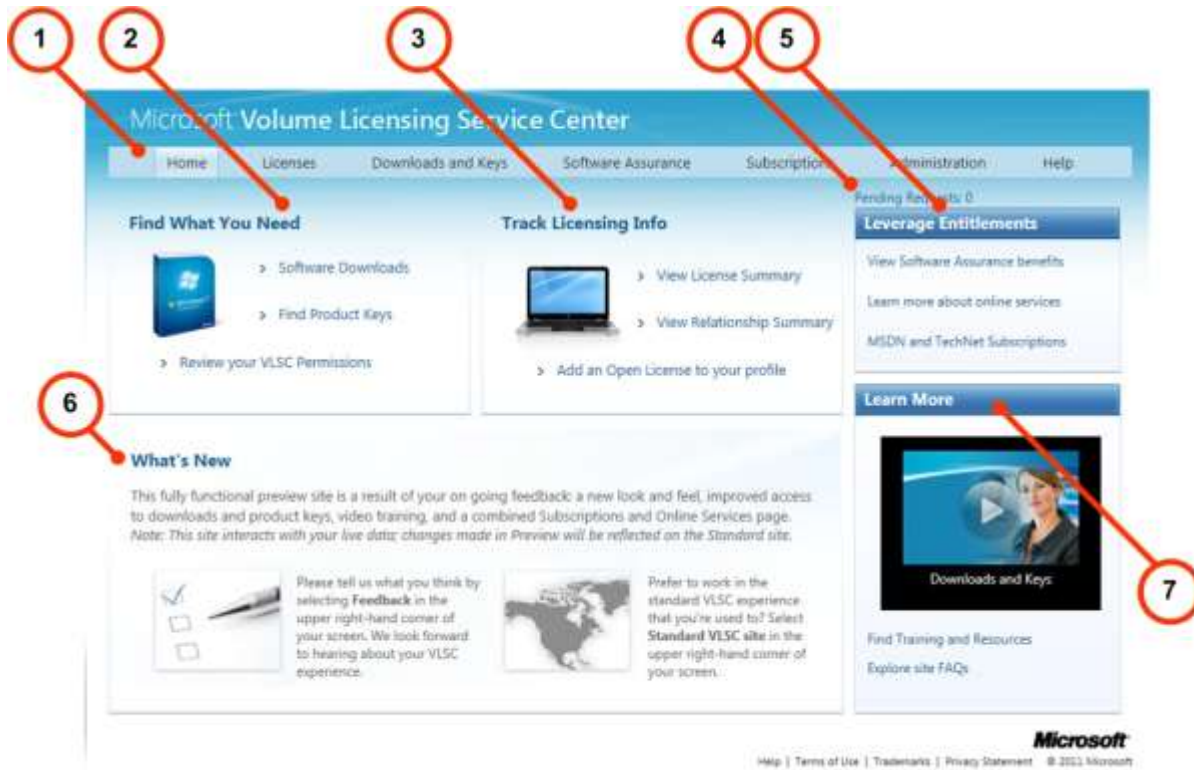 1
2
3
4
5
Microsoft Volume Licensing Service Center
Home Licenses Downloads and Keys Software Assurance Subscriptions Administration Help
Pending Requests: 0
Find What You Need
Software Downloads
Find Product Keys
Review your VLSC Permissions
Track Licensing Info
View License Summary
View Relationship Summary
Add an Open License to your profile
Leverage Entitlements
View Software Assurance benefits
Learn more about online services
MSDN and TechNet Subscriptions
6
What's New
This fully functional preview site is a result of your on going feedback: a new look and feel, improved access
to downloads and product keys, video training, and a combined Subscriptions and Online Services page.
Note: This site interacts with your live data; changes made in Preview will be reflected on the Standard site.
Please tell us what you think by
selecting Feedback in the
upper right-hand corner of
your screen. We look forward
to hearing about your VLSC
experience.
Prefer to work in the
standard VLSC experience
that you're used to? Select
Standard VLSC site in the
upper right-hand corner of
your screen.
Learn More
Downloads and Keys
7
Find Training and Resources
Explore site FAQs
Microsoft
Help | Terms of Use | Trademarks | Privacy Statement © 2011 Microsoft